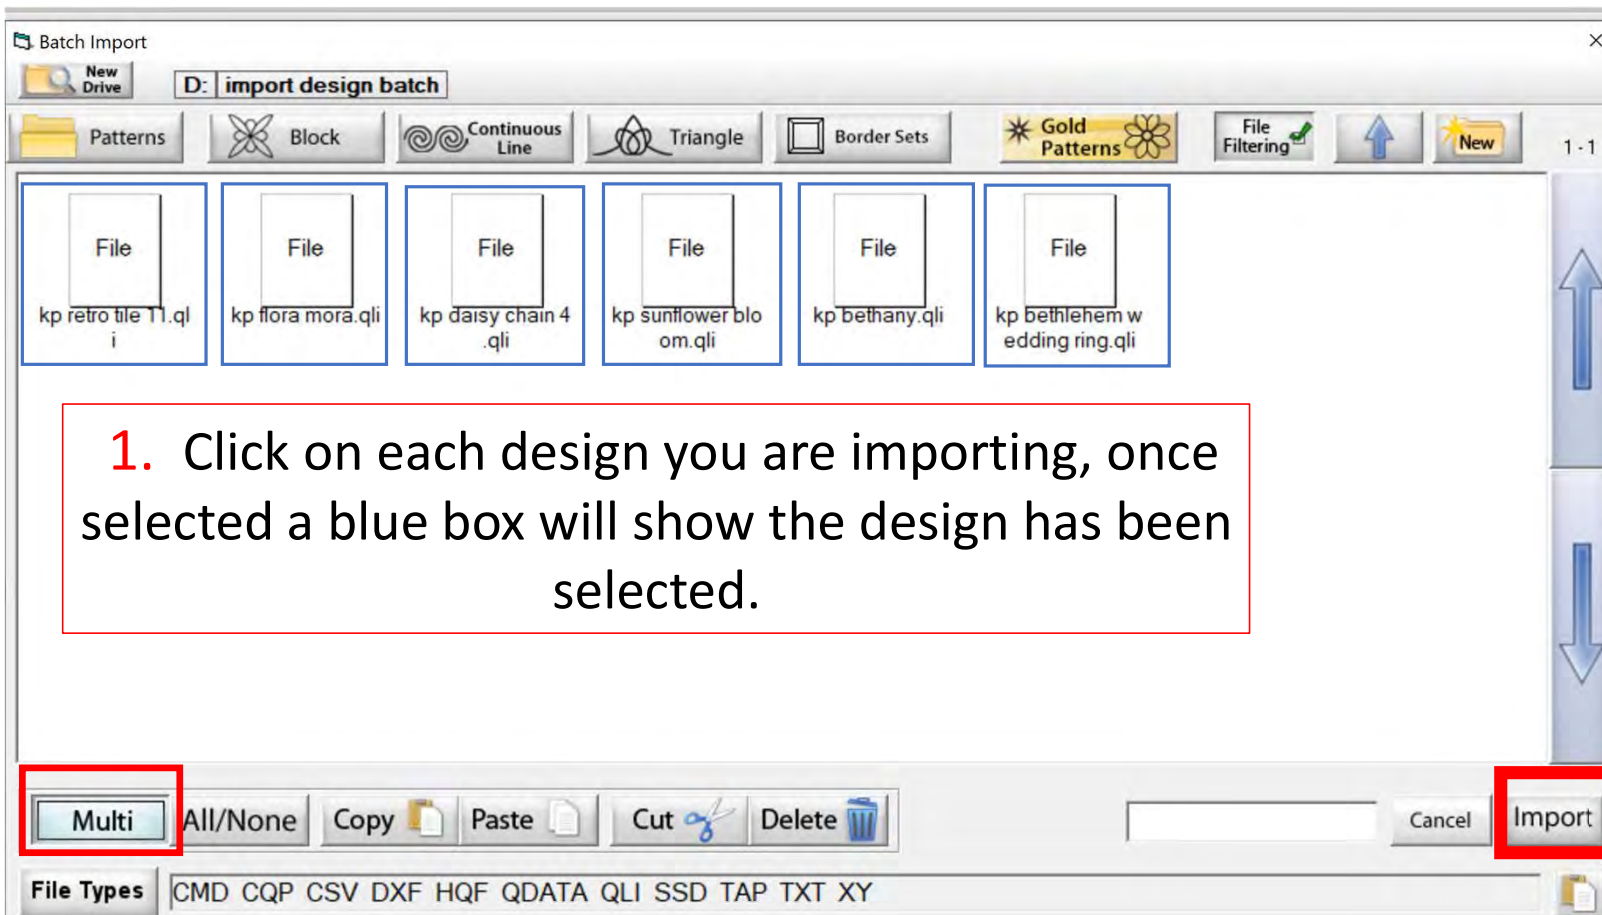 Batch Import
New
Drive
D: import design batch
Patterns
Block
Continuous
Line
Triangle
Border Sets
Gold
Patterns
File
Filtering
New
1 - 1
File
File
File
File
File
File
kp retro tile 11.ql
i
kp flora mora.qli
kp daisy chain 4
.qli
kp sunflower blo
om.qli
kp bethany.qli
kp bethlehem w
edding ring.qli
1. Click on each design you are importing, once
selected a blue box will show the design has been
selected.
Multi
All/None
Copy
Paste
Cut
Delete
Cancel
Import
File Types
CMD CQP CSV DXF HQF QDATA QLI SSD TAP TXT XY